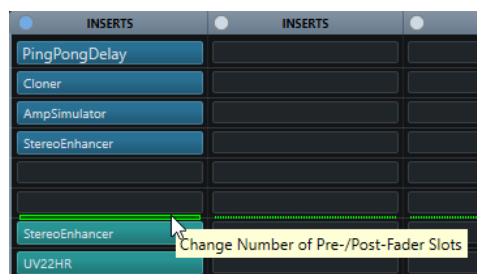 INSERTS INSERTS
PingPongDelay
Cloner
AmpSimulator
StereoEnhancer
StereoEnhancer
Change Number of Pre-/Post-Fader Slots
UV22HR